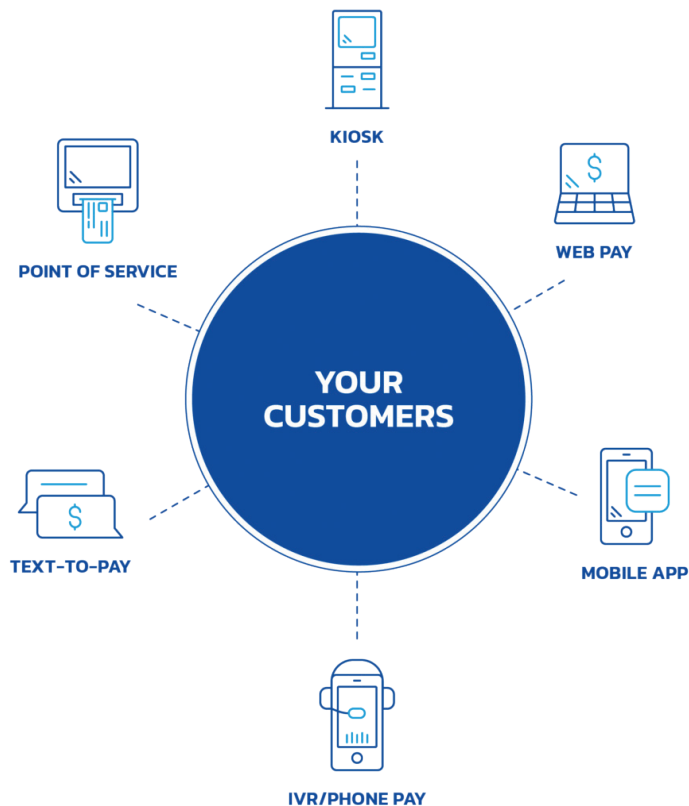 KIOSK
WEB PAY
POINT OF SERVICE
YOUR
CUSTOMERS
TEXT-TO-PAY
MOBILE APP
IVR/PHONE PAY